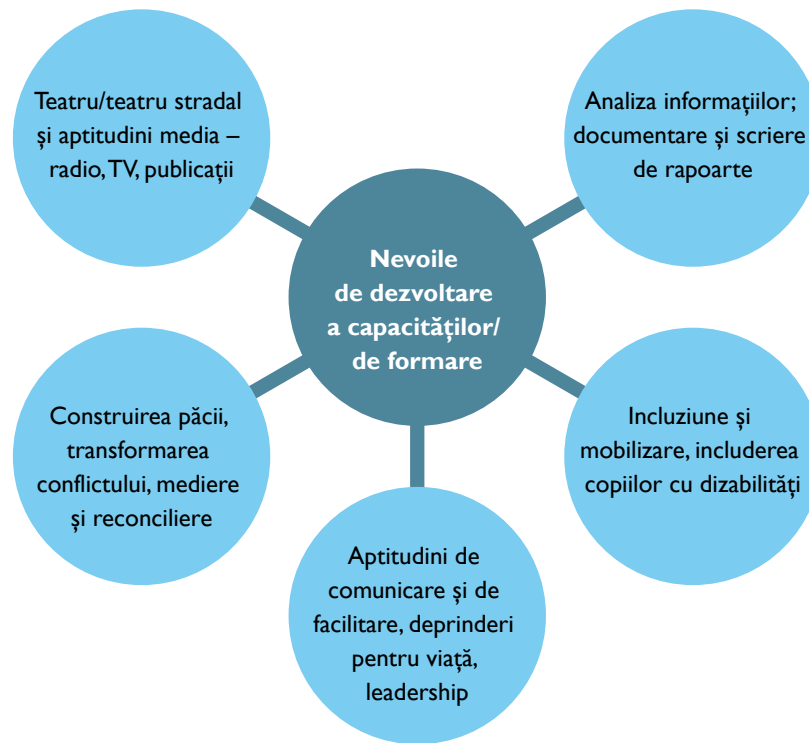 Teatru/teatru stradal
și aptitudini media –
radio, TV, publicații
Analiza informațiilor;
documentare și scriere
de rapoarte
Nevoile
de dezvoltare
a capacităților/
de formare
Construirea păcii,
transformarea
conflictului, mediere
și reconciliere
Incluziune și
mobilizare, includerea
copiilor cu dizabilități
Aptitudini de
comunicare și de
facilitare, deprinderi
pentru viață,
leadership